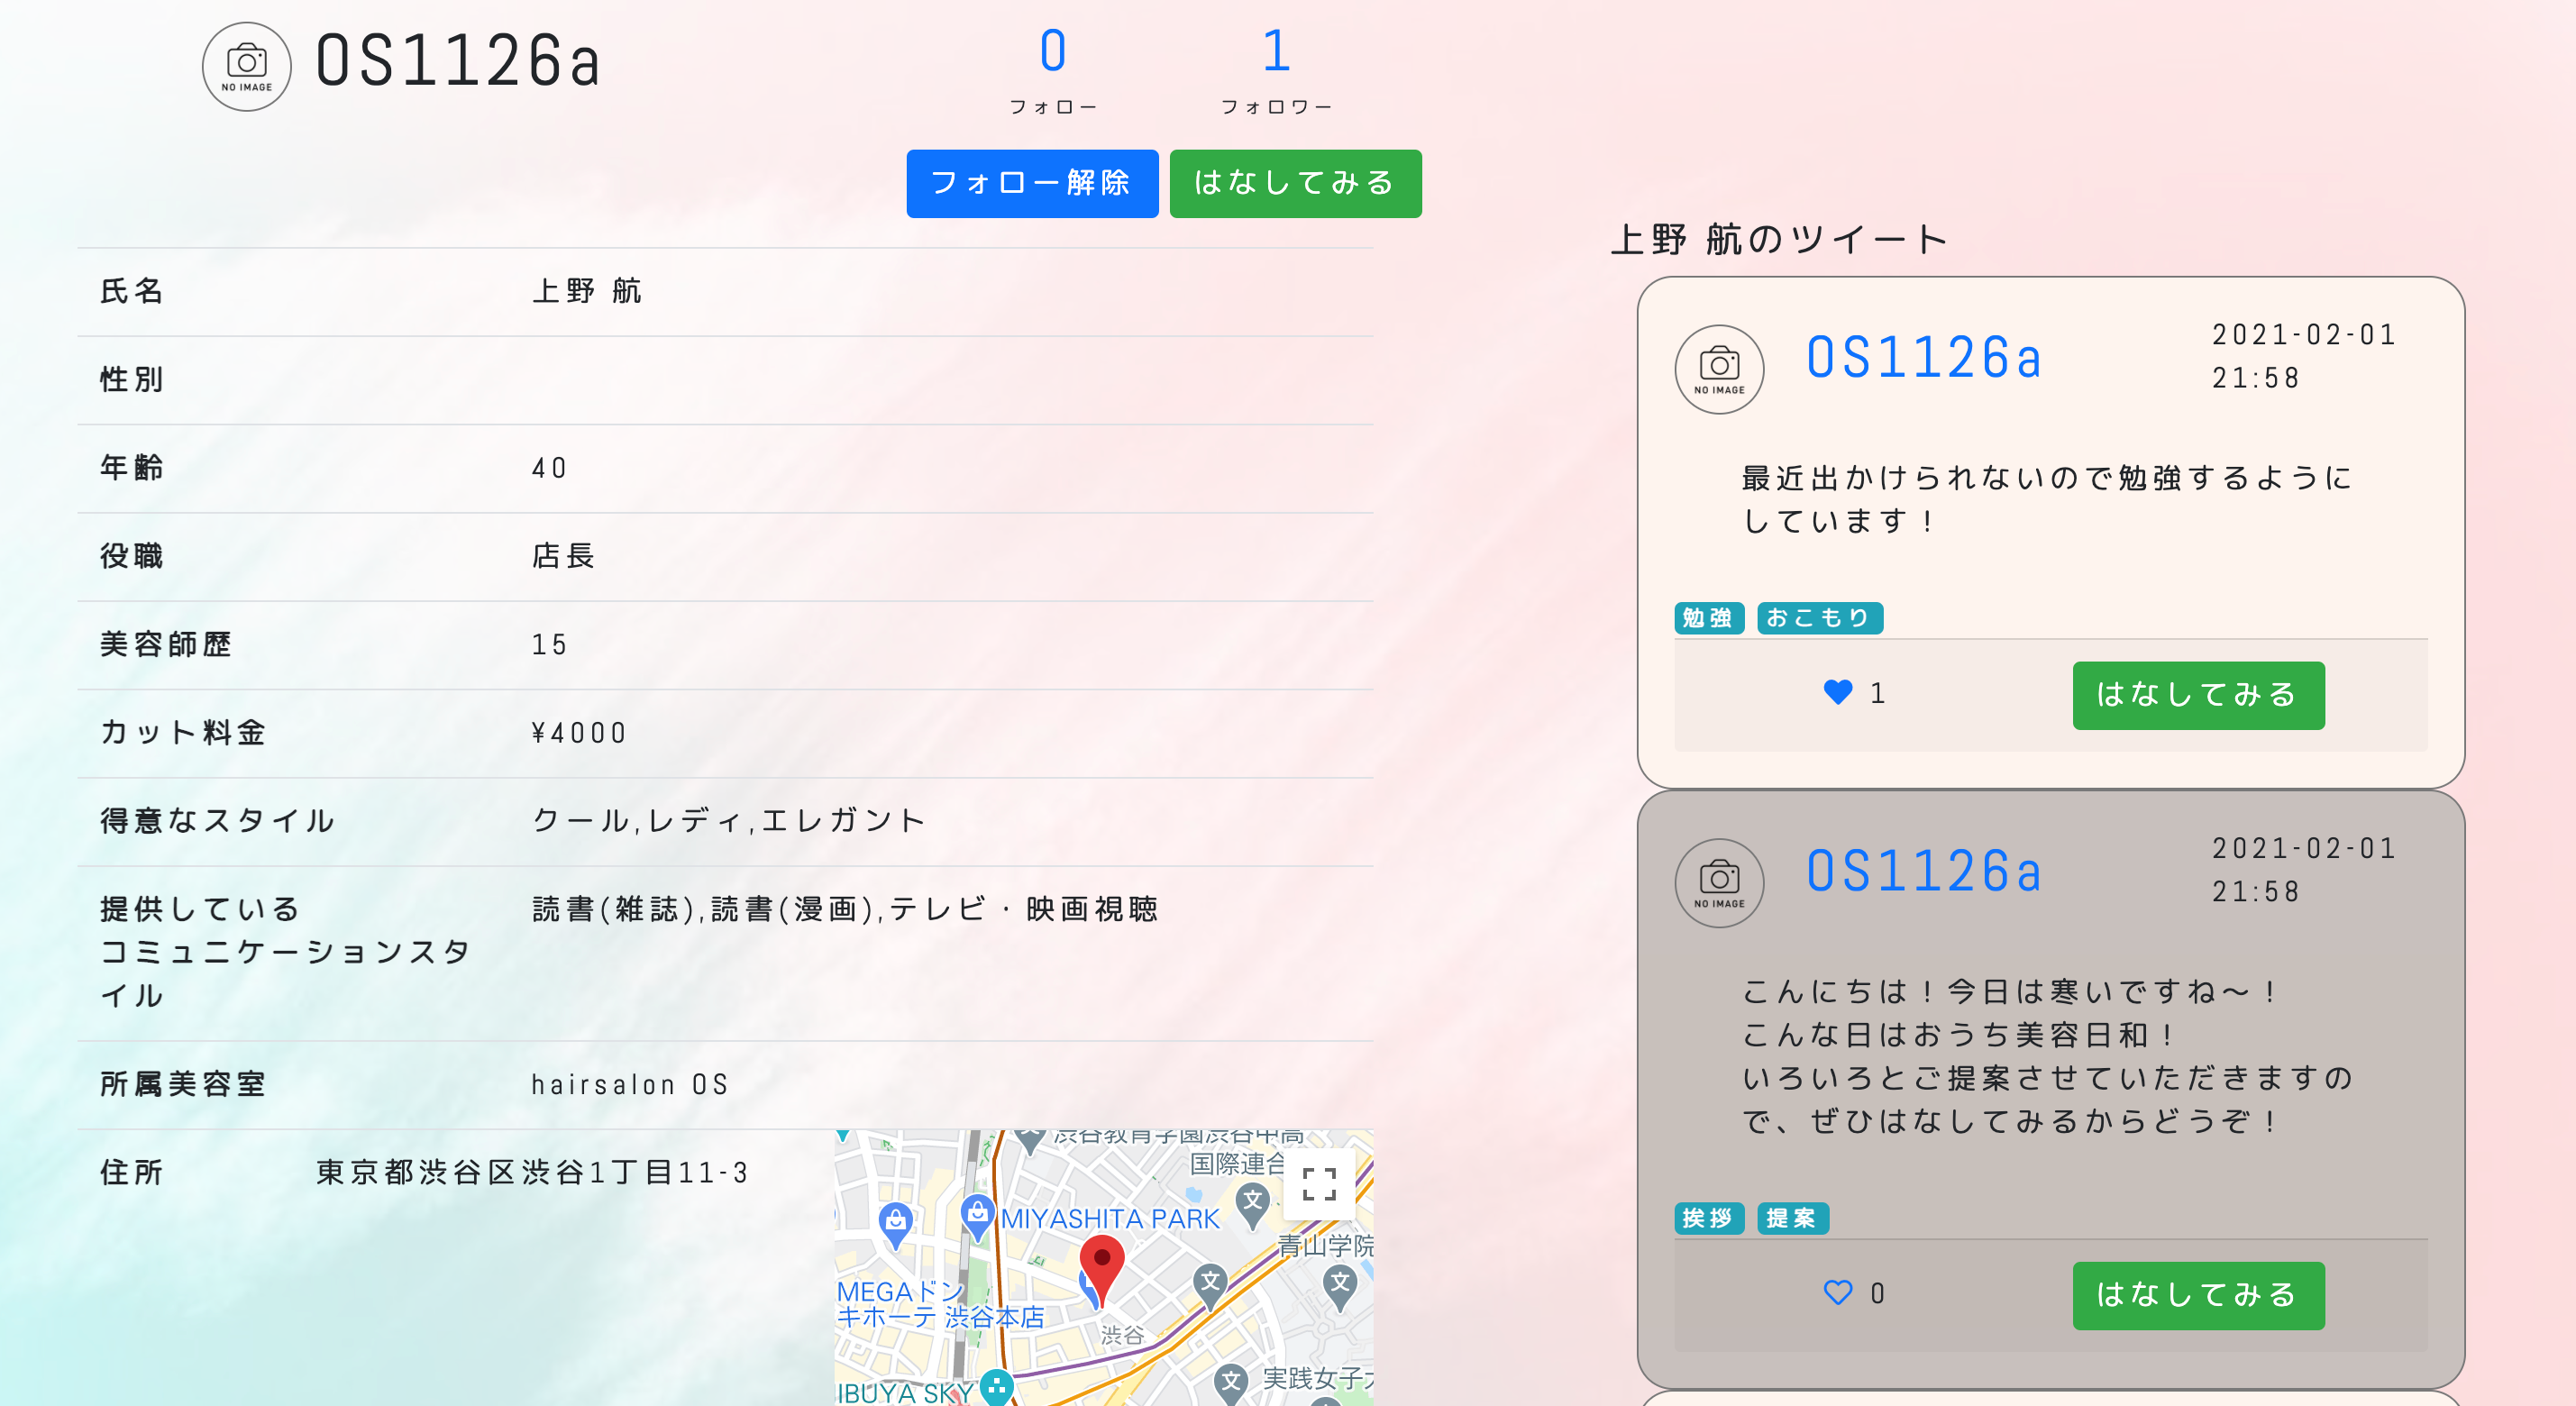 NO IMAGE
OS1126a
0
フォロー
1
フォロワー
フォロー解除
はなしてみる
氏名 上野 航
性別
年齢 40
役職 店長
美容師歴 15
カット料金 ¥4000
得意なスタイル クール,レディ,エレガント
提供している 読書(雑誌),読書(漫画),テレビ・映画視聴
コミュニケーションスタ
イル
所属美容室 hairsalon OS
住所 東京都渋谷区渋谷1丁目11-3
渋谷教育学園渋谷中高
国際連合
MIYASHITA PARK
青山学院
MEGAドン
キホーテ 渋谷本店
渋谷
実践女子
IBUYA SKY
文
文
文
文
文
上野 航のツイート
NO IMAGE
OS1126a
2021-02-01
21:58
最近出かけられないので勉強するように
しています！
勉強 おこもり
1
はなしてみる
NO IMAGE
OS1126a
2021-02-01
21:58
こんにちは！今日は寒いですね〜！
こんな日はおうち美容日和！
いろいろとご提案させていただきますの
で、ぜひはなしてみるからどうぞ！
挨拶 提案
0
はなしてみる